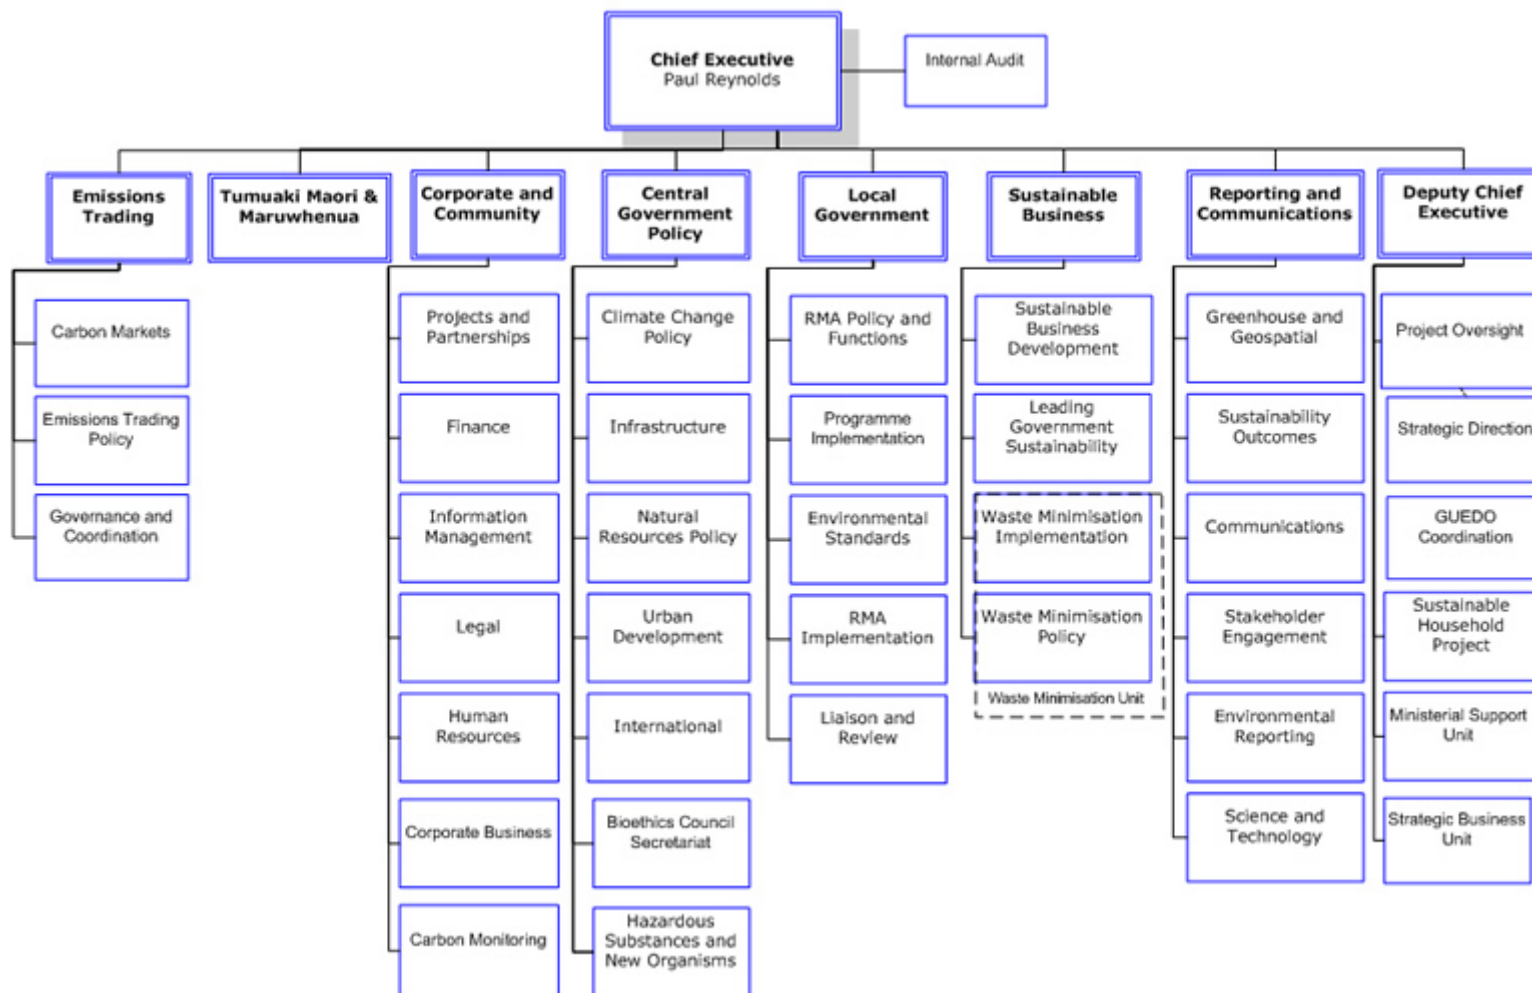 Chief Executive
Paul Reynolds
Internal Audit
Emissions
Trading
Tumuaki Maori &
Maruwhenua
Corporate and
Community
Central
Government
Policy
Local
Government
Sustainable
Business
Reporting and
Communications
Deputy Chief
Executive
Carbon Markets
Emissions Trading
Policy
Governance and
Coordination
Projects and
Partnerships
Finance
Information
Management
Legal
Human
Resources
Corporate Business
Carbon Monitoring
Climate Change
Policy
Infrastructure
Natural
Resources Policy
Urban
Development
International
Bioethics Council
Secretariat
Hazardous
Substances and
New Organisms
RMA Policy and
Functions
Programme
Implementation
Environmental
Standards
RMA
Implementation
Liaison and
Review
Sustainable
Business
Development
Leading
Government
Sustainability
Waste Minimisation
Implementation
Waste Minimisation
Policy
Waste Minimisation Unit
Greenhouse and
Geospatial
Sustainability
Outcomes
Communications
Stakeholder
Engagement
Environmental
Reporting
Science and
Technology
Project Oversight
Strategic Direction
GUEDO
Coordination
Sustainable
Household
Project
Ministerial Support
Unit
Strategic Business
Unit